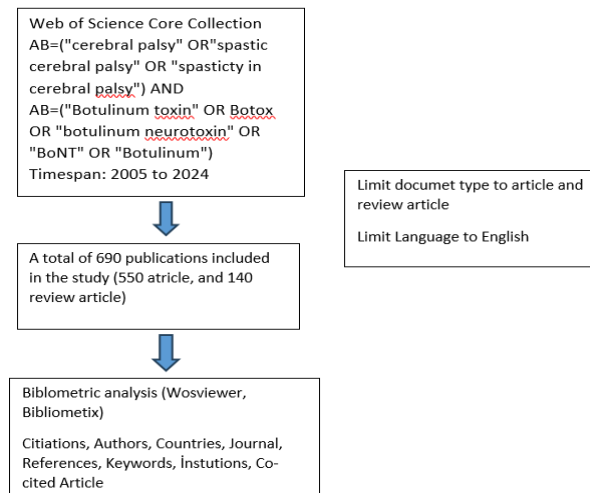 Web of Science Core Collection
AB=("cerebral palsy" OR"spastic
cerebral palsy" OR "spasticty in
cerebral palsy") AND
AB=("Botulinum toxin" OR Botox
OR "botulinum neurotoxin" OR
"BoNT" OR "Botulinum")
Timespan: 2005 to 2024
Limit documet type to article and
review article
Limit Language to English
A total of 690 publications included
in the study (550 atricle, and 140
review article)
Biblometric analysis (Wosviewer,
Bibliometix)
Citiations, Authors, Countries, Journal,
References, Keywords, İnstutions, Co-
cited Article